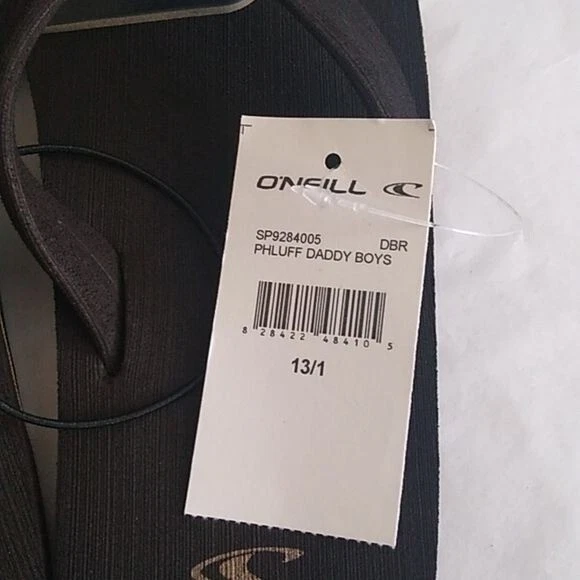 O'NEILL
SP9284005 DBR
PHLUFF DADDY BOYS
8 28422 48410 5
13/1